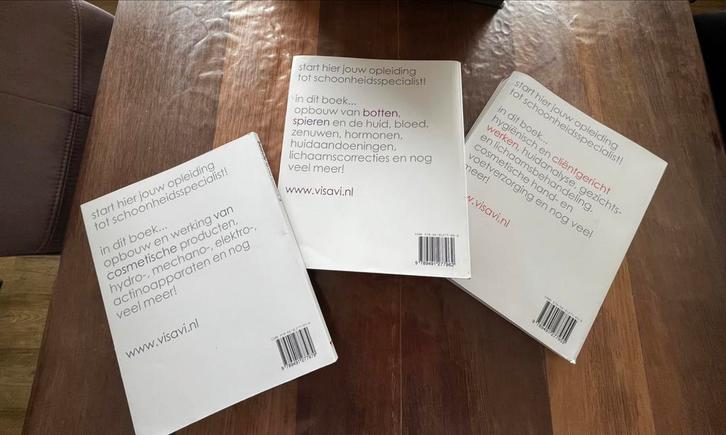 start hier jouw opleiding
tot schoonheidsspecialist!
in dit boek...
opbouw en werking van
cosmetische producten,
hydro-, mechano-, elektro-,
actinoapparaten en nog
veel meer!
www.visavi.nl
start hier jouw opleiding
tot schoonheidsspecialist!
in dit boek...
opbouw van botten,
spieren en de huid, bloed,
zenuwen, hormonen,
huidaandoeningen,
lichaamscorrecties en nog
veel meer!
www.visavi.nl
start hier jouw opleiding
tot schoonheidsspecialist!
in dit boek...
hygiënisch en cliëntgericht
werken, huidanalyse, gezichts-
en lichaamsbehandeling,
cosmetische hand- en
voetverzorging en nog veel
meer!
w.visavi.nl